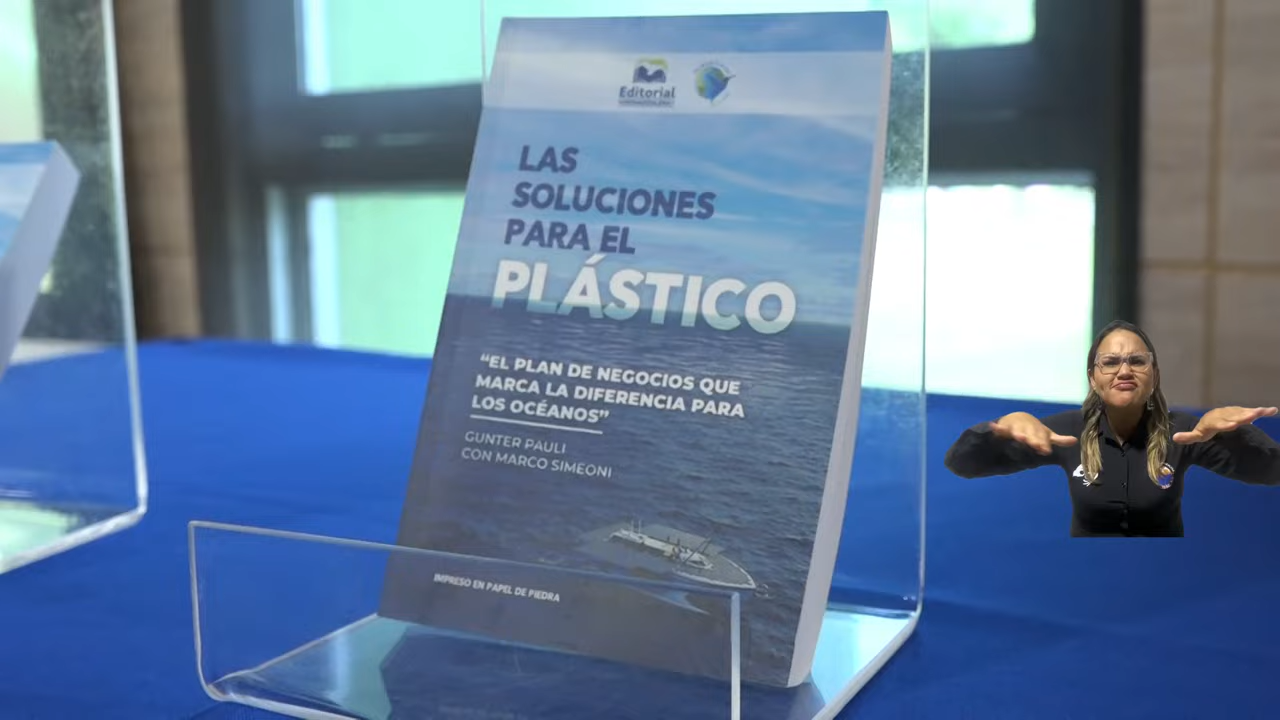 Editorial
LAS
SOLUCIONES
PARA EL
PLÁSTICO
“EL PLAN DE NEGOCIOS QUE
MARCA LA DIFERENCIA PARA
LOS OCÉANOS”
GUNTER PAULI
CON MARCO SIMEONI
IMPRESO EN PAPEL DE PIEDRA